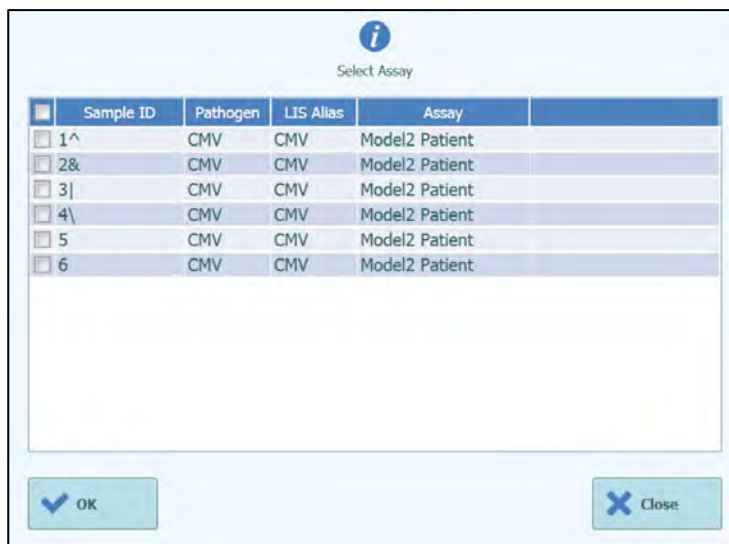 i
Select Assay
Sample ID Pathogen LIS Alias Assay
1^ CMV CMV Model2 Patient
2& CMV CMV Model2 Patient
3| CMV CMV Model2 Patient
4\ CMV CMV Model2 Patient
5 CMV CMV Model2 Patient
6 CMV CMV Model2 Patient
OK Close